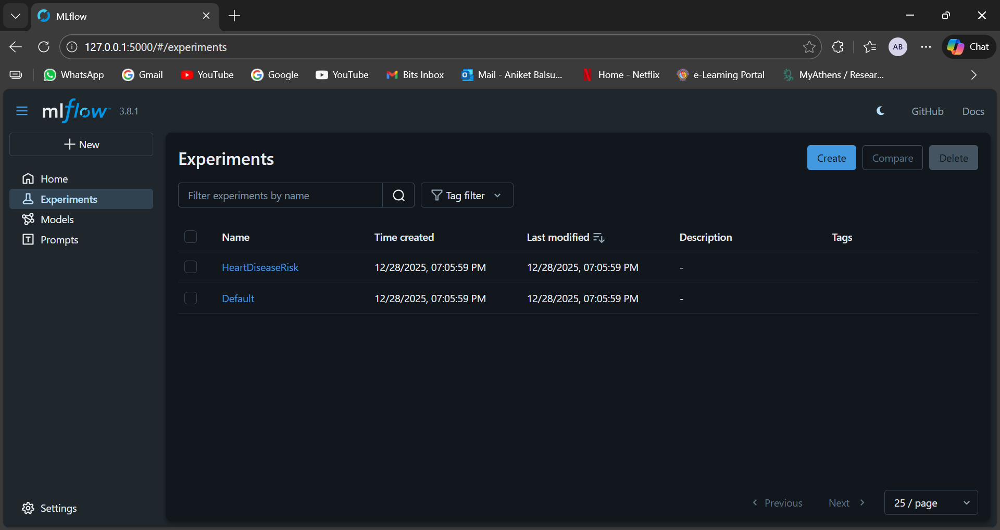 MLflow
127.0.0.1:5000/#/experiments
AB
Chat
WhatsApp Gmail YouTube Google YouTube Bits Inbox Mail - Aniket Balsu... Home - Netflix e-Learning Portal MyAthens / Resear...
mlflow™ 3.8.1 GitHub Docs
New
Home
Experiments
Models
Prompts
Settings
Experiments
Create Compare Delete
Filter experiments by name Tag filter
Name Time created Last modified Description Tags
HeartDiseaseRisk 12/28/2025, 07:05:59 PM 12/28/2025, 07:05:59 PM -
Default 12/28/2025, 07:05:59 PM 12/28/2025, 07:05:59 PM -
Previous Next 25 / page